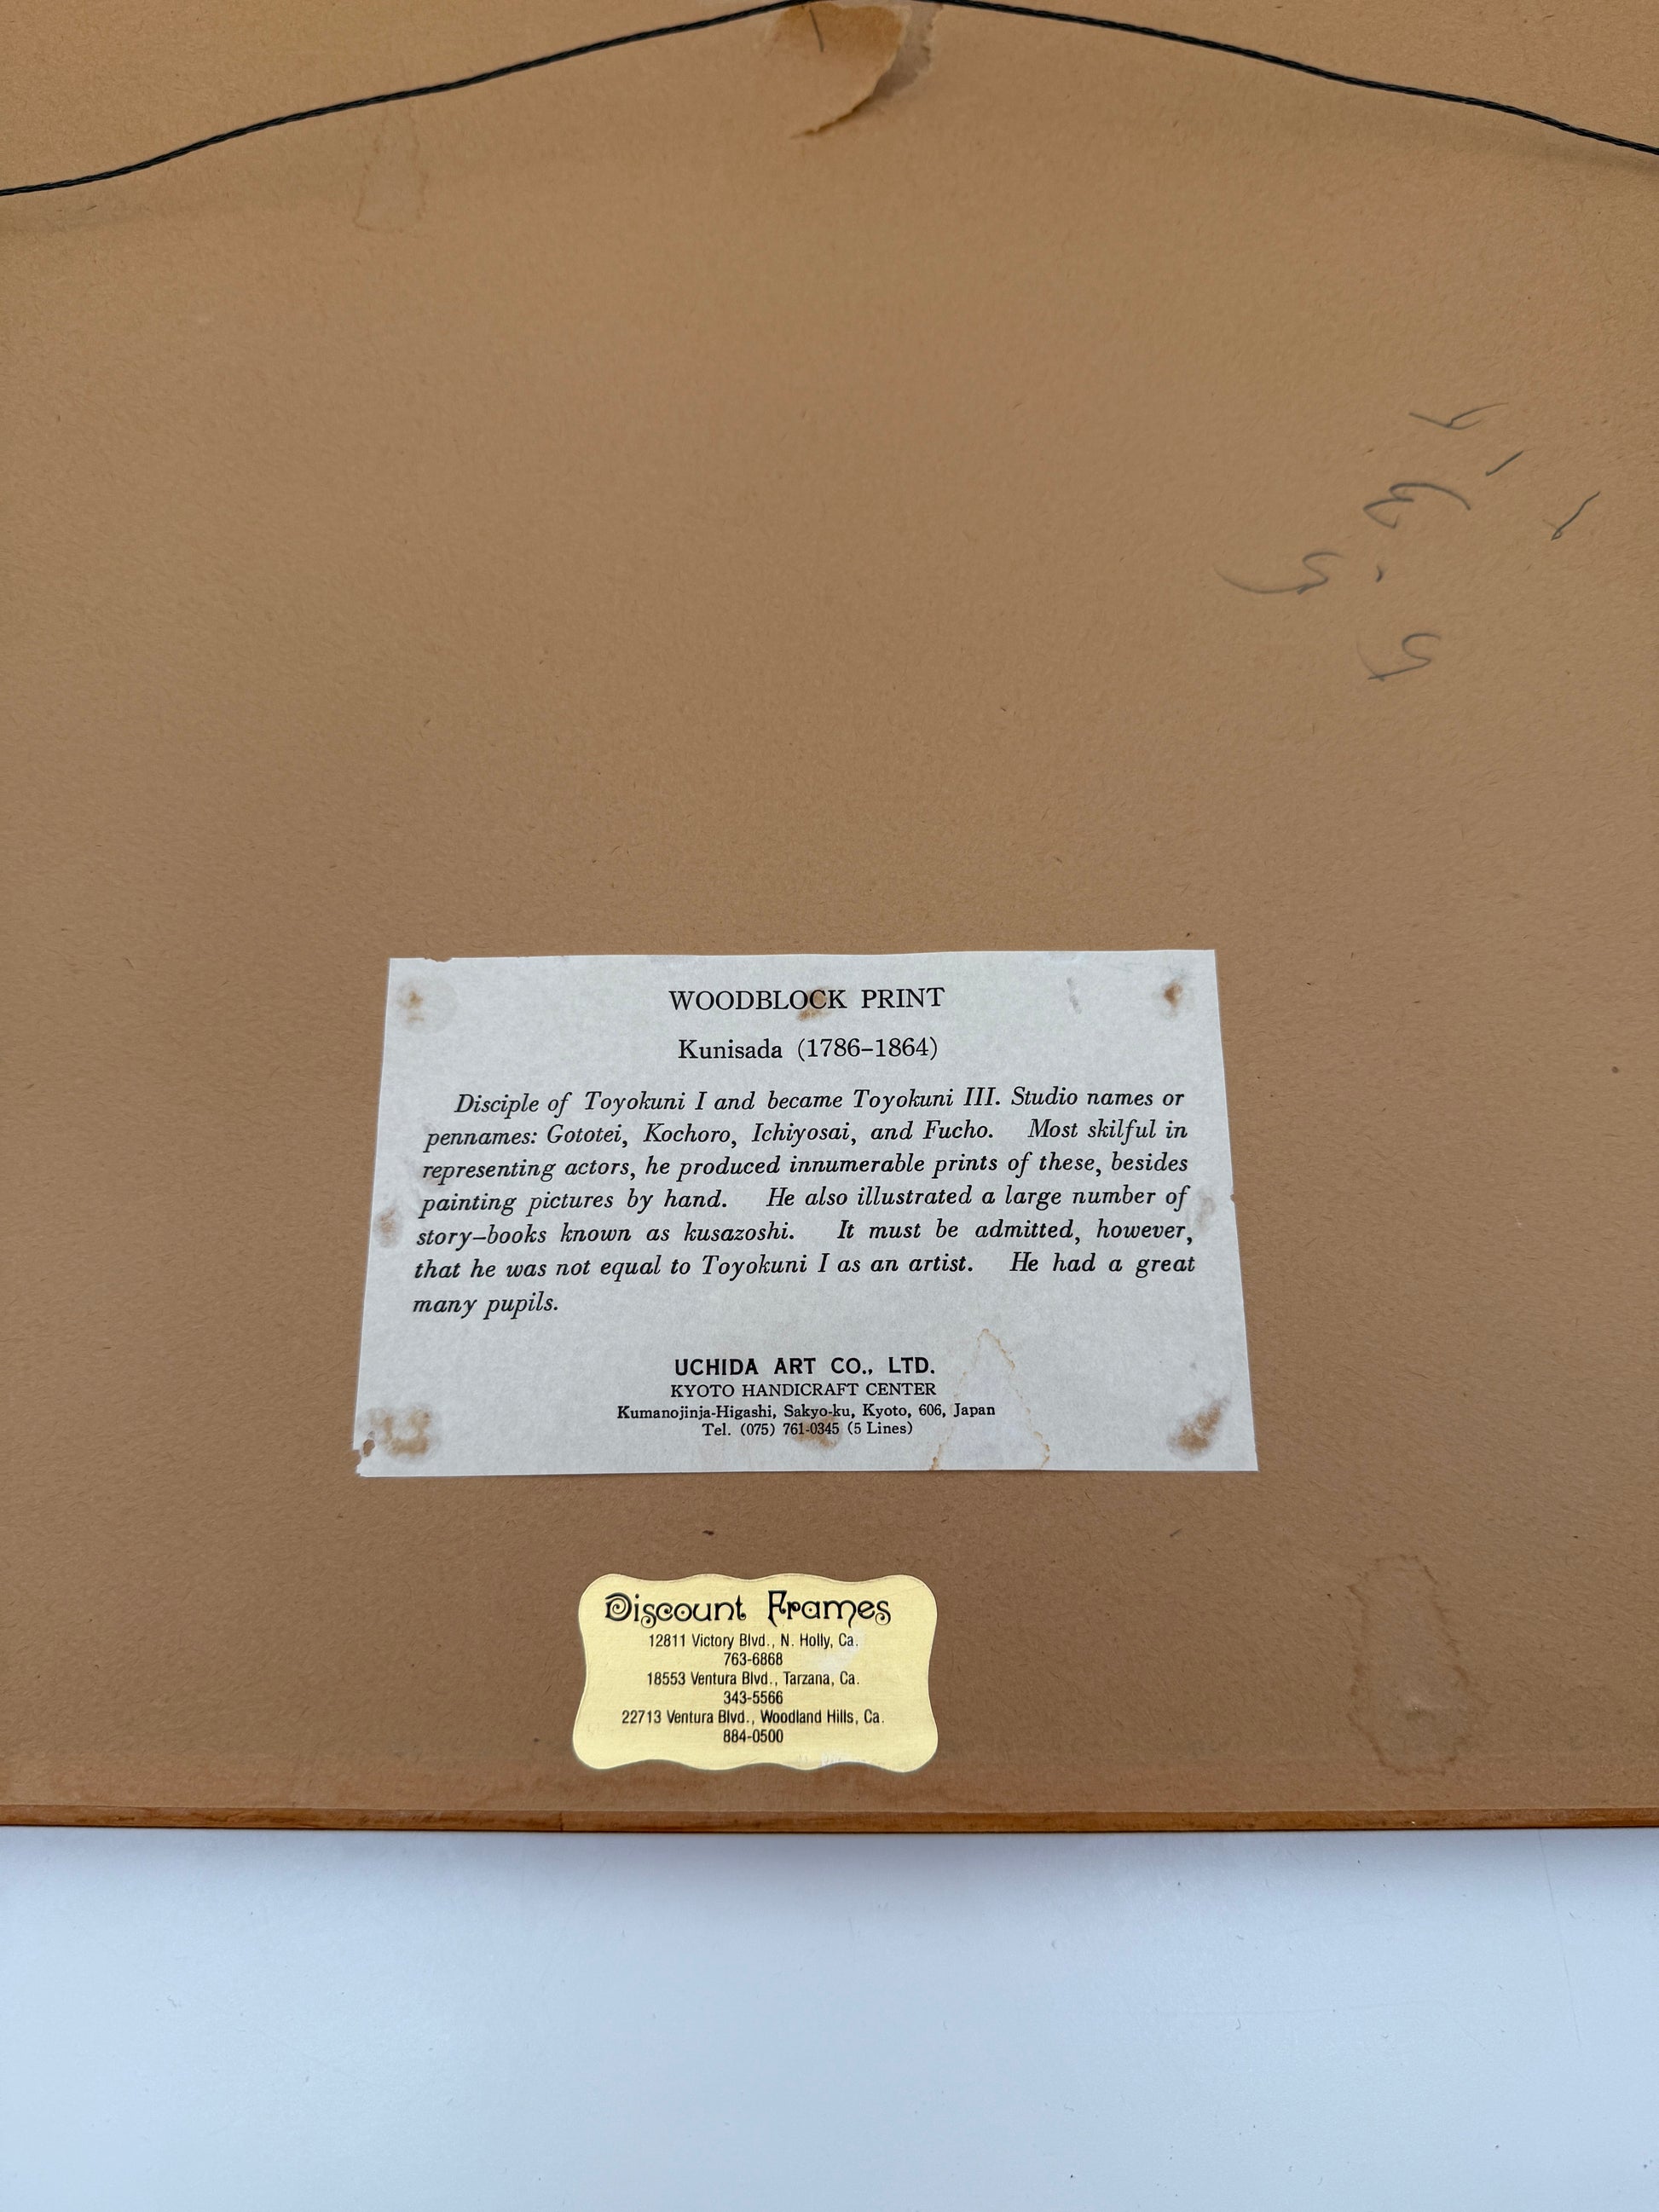 WOODBLOCK PRINT
Kunisada (1786–1864)
Disciple of Toyokuni I and became Toyokuni III. Studio names or
pennames: Gototei, Kochoro, Ichiyosai, and Fucho. Most skilful in
representing actors, he produced innumerable prints of these, besides
painting pictures by hand. He also illustrated a large number of
story–books known as kusazoshi. It must be admitted, however,
that he was not equal to Toyokuni I as an artist. He had a great
many pupils.
UCHIDA ART CO., LTD.
KYOTO HANDICRAFT CENTER
Kumanojinja-Higashi, Sakyo-ku, Kyoto, 606, Japan
Tel. (075) 761-0345 (5 Lines)
Discount Frames
12811 Victory Blvd., N. Holly, Ca.
763-6868
18553 Ventura Blvd., Tarzana, Ca.
343-5566
22713 Ventura Blvd., Woodland Hills, Ca.
884-0500